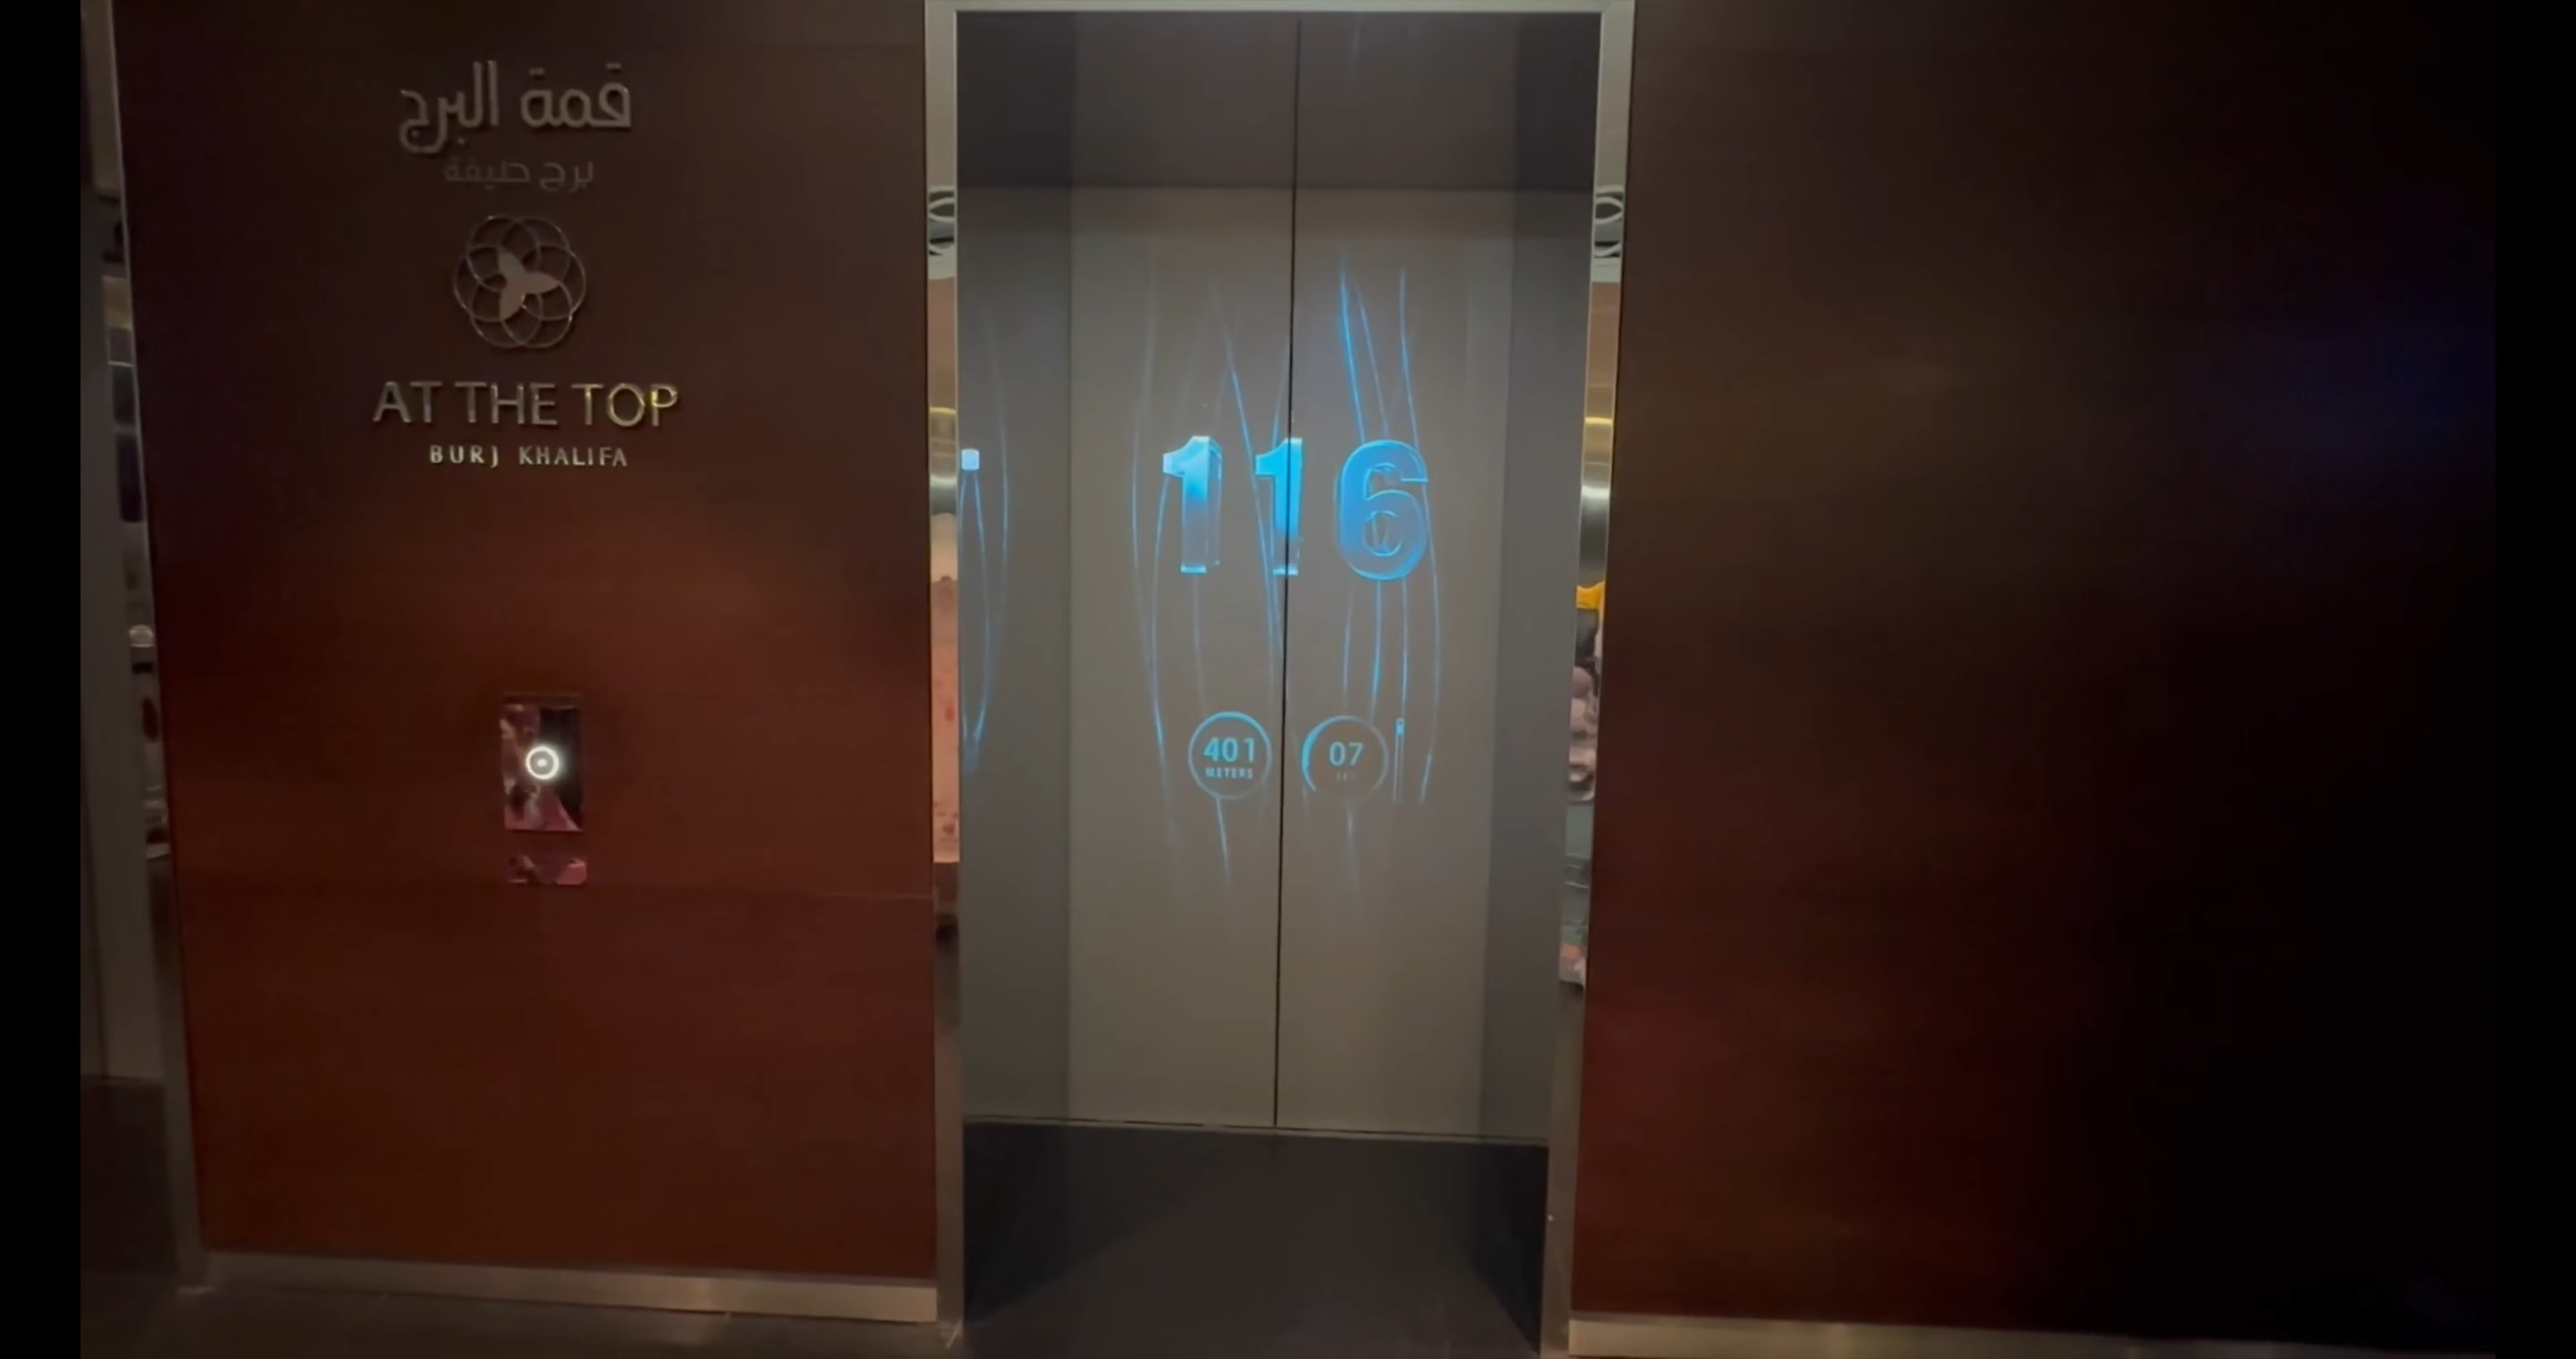 قمة البرج
برج خليفة
AT THE TOP
BURJ KHALIFA
116
401
METERS
07